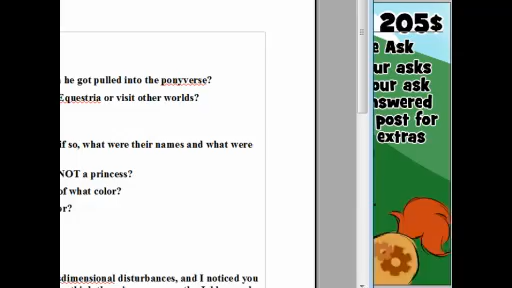 he got pulled into the ponyverse?
Equestria or visit other worlds?
if so, what were their names and what were
NOT a princess?
of what color?
or?
sdimensional disturbances, and I noticed you
205$
e Ask
ur asks
our ask
nswered
post for
extras